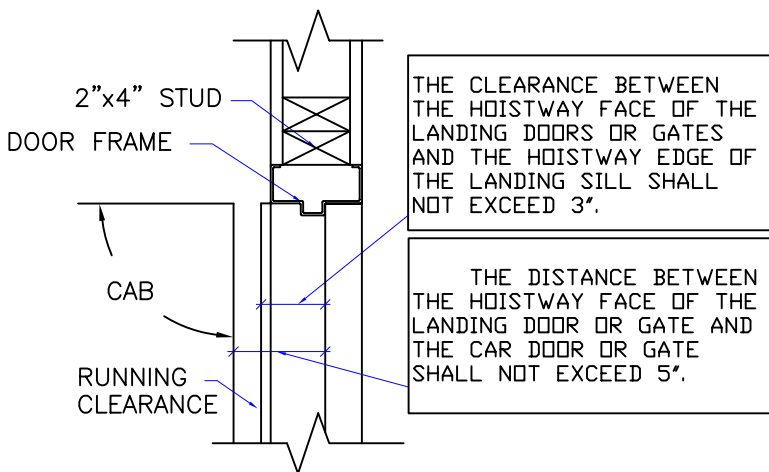 2”x4” STUD
DOOR FRAME
CAB
RUNNING
CLEARANCE
THE CLEARANCE BETWEEN
THE HOISTWAY FACE OF THE
LANDING DOORS OR GATES
AND THE HOISTWAY EDGE OF
THE LANDING SILL SHALL
NOT EXCEED 3".
THE DISTANCE BETWEEN
THE HOISTWAY FACE OF THE
LANDING DOOR OR GATE AND
THE CAR DOOR OR GATE
SHALL NOT EXCEED 5".